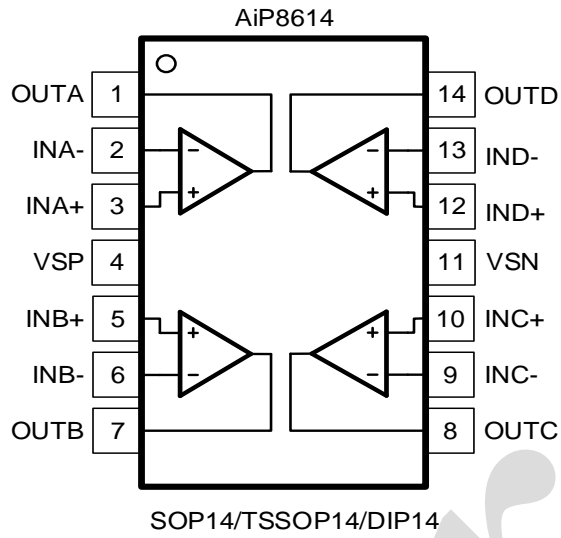 AiP8614
OUTA 1 14 OUTD
INA- 2 - - 13 IND-
INA+ 3 + + 12 IND+
VSP 4 11 VSN
INB+ 5 + + 10 INC+
INB- 6 - - 9 INC-
OUTB 7 8 OUTC
SOP14/TSSOP14/DIP14